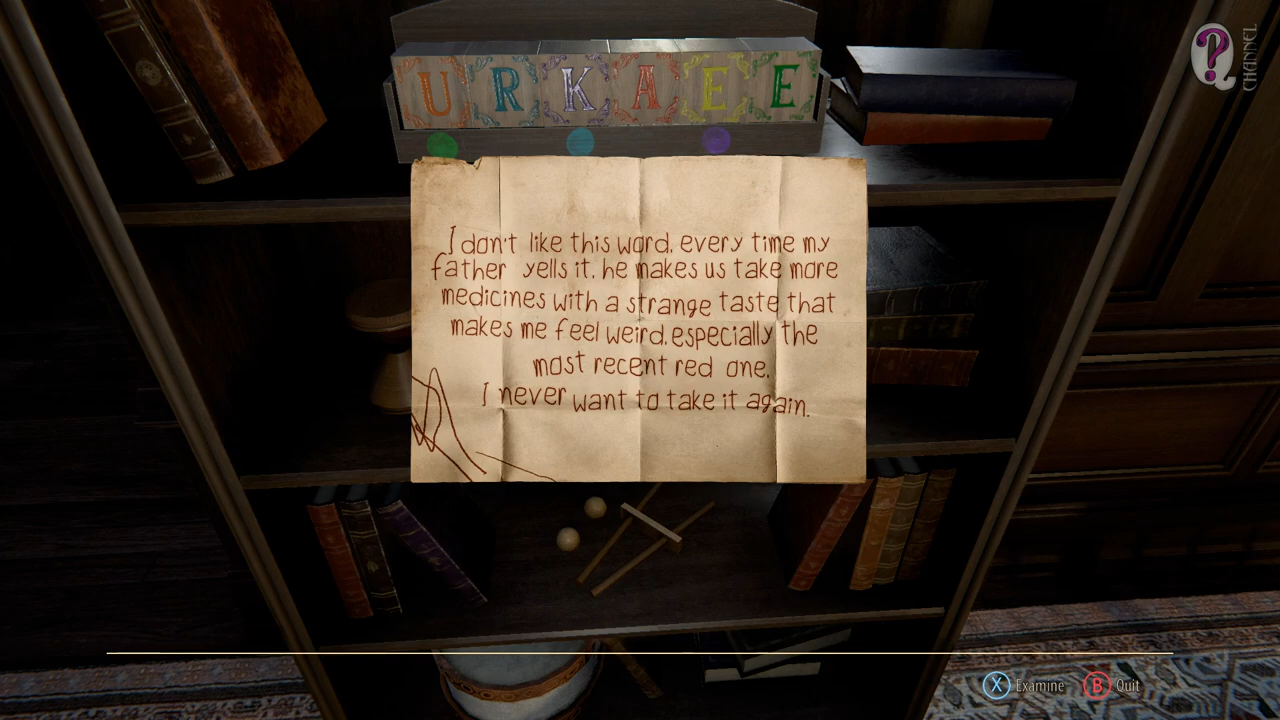 ? CHANNEL
U R K A E E
I don't like this word, every time my
father yells it, he makes us take more
medicines with a strange taste that
makes me feel weird, especially the
most recent red one.
I never want to take it again.
X Examine B Quit